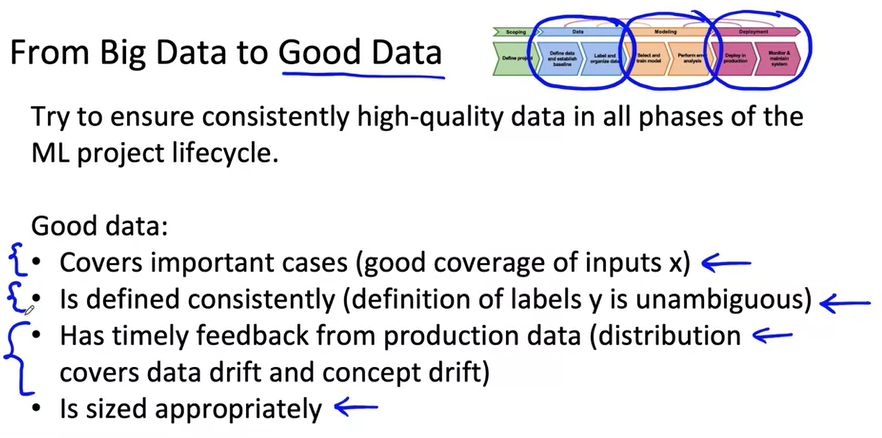 From Big Data to Good Data
Scoping
Data
Modeling
Deployment
Define project
Define data
and establish
baseline
Label and
organize data
Select and
train model
Perform error
analysis
Deploy in
production
Monitor &
maintain
system
Try to ensure consistently high-quality data in all phases of the
ML project lifecycle.
Good data:
• Covers important cases (good coverage of inputs x)
• Is defined consistently (definition of labels y is unambiguous)
• Has timely feedback from production data (distribution
covers data drift and concept drift)
• Is sized appropriately